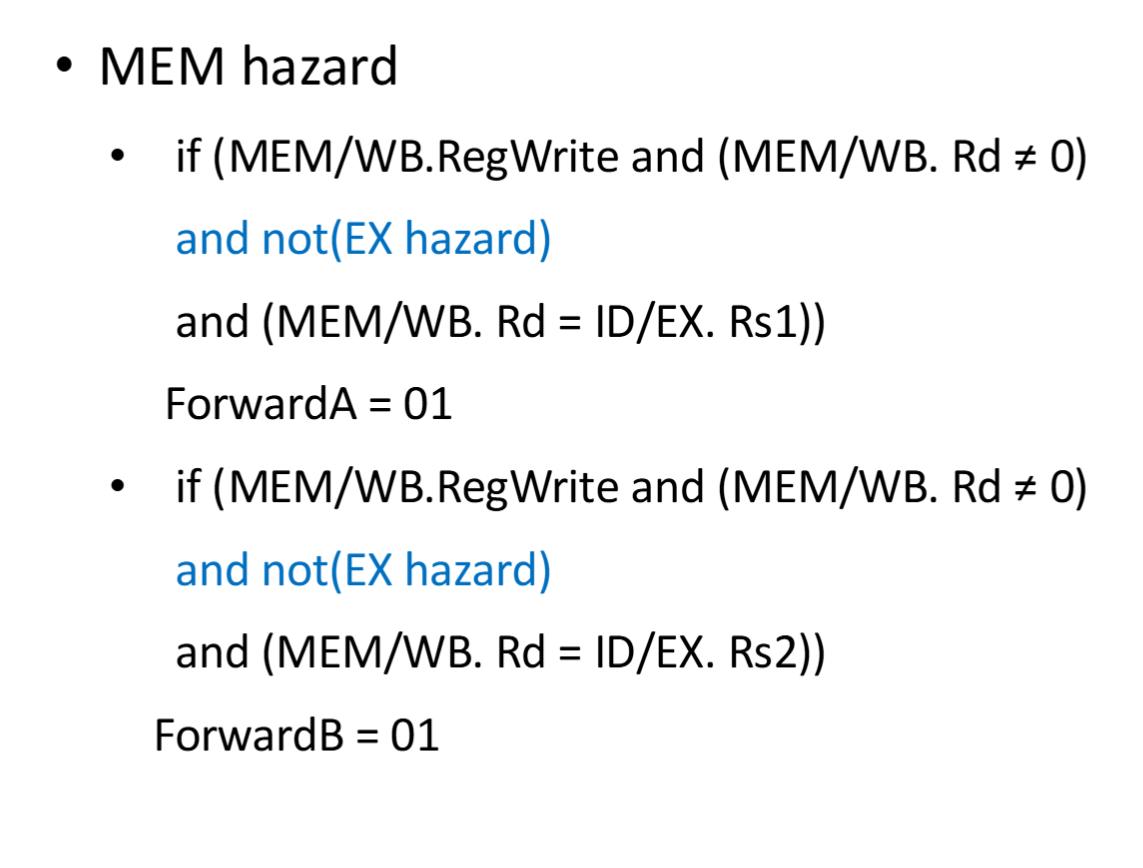 • MEM hazard
• if (MEM/WB.RegWrite and (MEM/WB. Rd ≠ 0)
and not(EX hazard)
and (MEM/WB. Rd = ID/EX. Rs1))
ForwardA = 01
• if (MEM/WB.RegWrite and (MEM/WB. Rd ≠ 0)
and not(EX hazard)
and (MEM/WB. Rd = ID/EX. Rs2))
ForwardB = 01